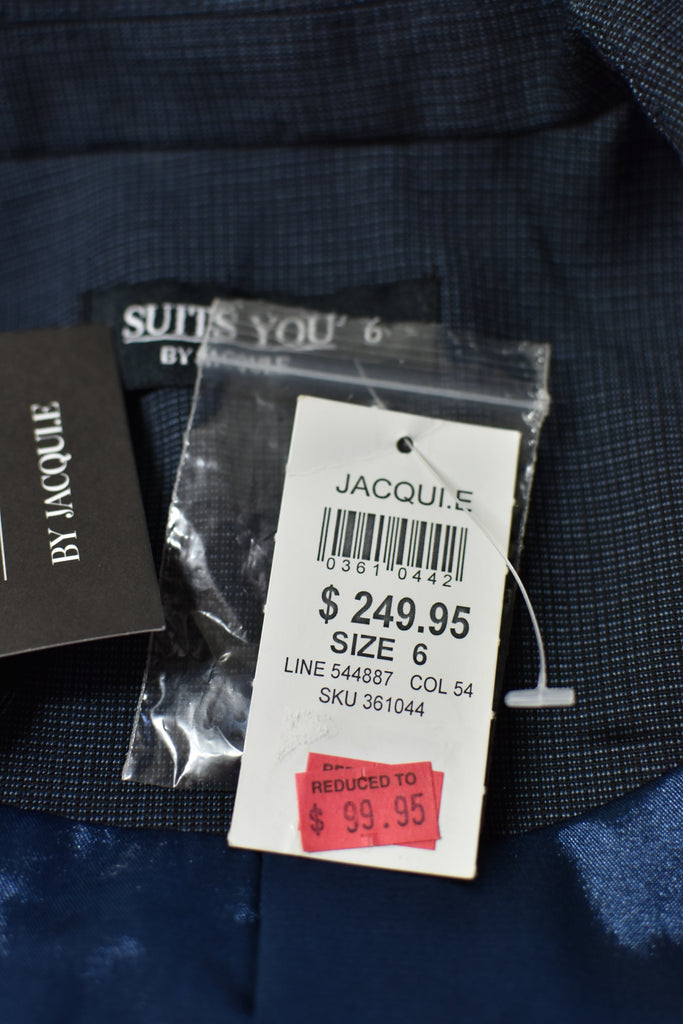 SUITS YOU 6
BY JACQUI.E
BY JACQUI.E
JACQUI.E
0361 0442
$ 249.95
SIZE 6
LINE 544887 COL 54
SKU 361044
REDUCED TO
$ 99.95